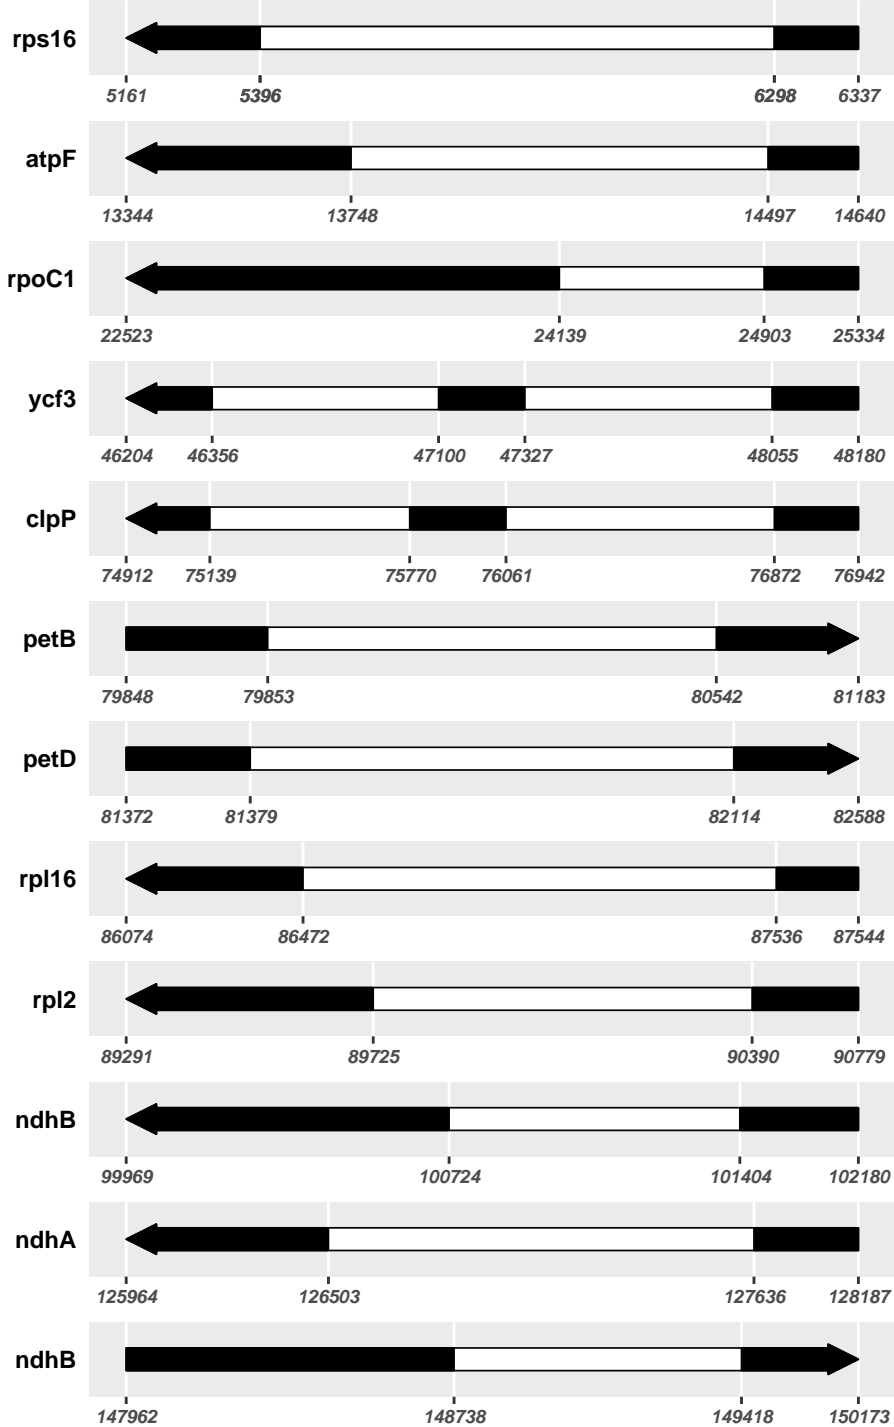 rps16
5161 5396 6298 6337
atpF
13344 13748 14497 14640
rpoC1
22523 24139 24903 25334
ycf3
46204 46356 47100 47327 48055 48180
clpP
74912 75139 75770 76061 76872 76942
petB
79848 79853 80542 81183
petD
81372 81379 82114 82588
rpl16
86074 86472 87536 87544
rpl2
89291 89725 90390 90779
ndhB
99969 100724 101404 102180
ndhA
125964 126503 127636 128187
ndhB
147962 148738 149418 150173